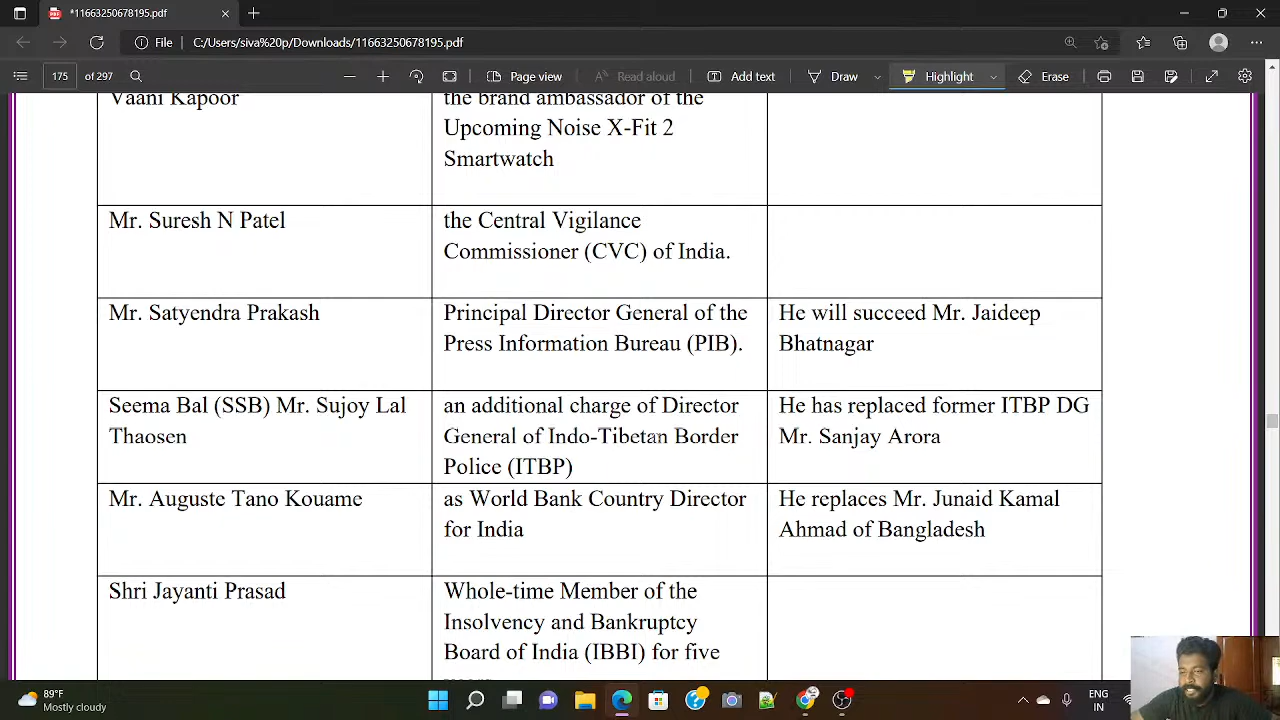 *11663250678195.pdf
File
C:/Users/siva%20p/Downloads/11663250678195.pdf
175 of 297
Page view
Read aloud
Add text
Draw
Highlight
Erase
Vaani Kapoor
the brand ambassador of the
Upcoming Noise X-Fit 2
Smartwatch
Mr. Suresh N Patel
the Central Vigilance
Commissioner (CVC) of India.
Mr. Satyendra Prakash
Principal Director General of the
Press Information Bureau (PIB).
He will succeed Mr. Jaideep
Bhatnagar
Seema Bal (SSB) Mr. Sujoy Lal
Thaosen
an additional charge of Director
General of Indo-Tibetan Border
Police (ITBP)
He has replaced former ITBP DG
Mr. Sanjay Arora
Mr. Auguste Tano Kouame
as World Bank Country Director
for India
He replaces Mr. Junaid Kamal
Ahmad of Bangladesh
Shri Jayanti Prasad
Whole-time Member of the
Insolvency and Bankruptcy
Board of India (IBBI) for five
89°F
Mostly cloudy
ENG
IN